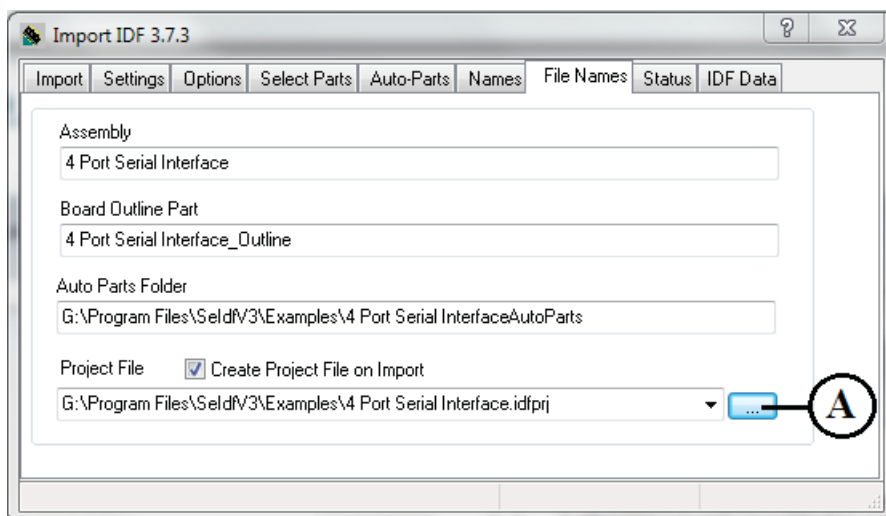 Import IDF 3.7.3
Import Settings Options Select Parts Auto-Parts Names File Names Status IDF Data
Assembly
4 Port Serial Interface
Board Outline Part
4 Port Serial Interface_Outline
Auto Parts Folder
G:\Program Files\SeIdfV3\Examples\4 Port Serial InterfaceAutoParts
Project File Create Project File on Import
G:\Program Files\SeIdfV3\Examples\4 Port Serial Interface.idfprj ... A